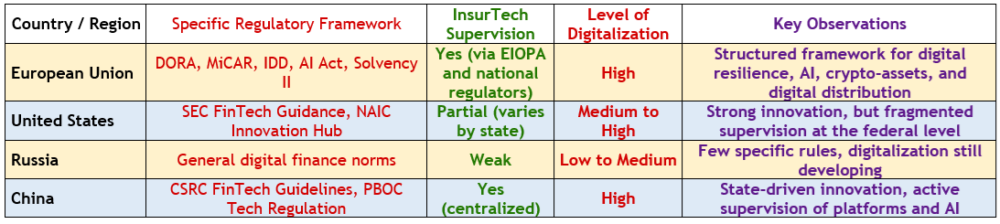 Country / Region
Specific Regulatory Framework
InsurTech
Supervision
Level of
Digitalization
Key Observations
European Union
DORA, MiCAR, IDD, AI Act, Solvency
II
Yes (via EIOPA
and national
regulators)
High
Structured framework for digital
resilience, AI, crypto-assets, and
digital distribution
United States
SEC FinTech Guidance, NAIC
Innovation Hub
Partial (varies
by state)
Medium to
High
Strong innovation, but fragmented
supervision at the federal level
Russia
General digital finance norms
Weak
Low to Medium
Few specific rules, digitalization still
developing
China
CSRC FinTech Guidelines, PBOC
Tech Regulation
Yes
(centralized)
High
State-driven innovation, active
supervision of platforms and AI